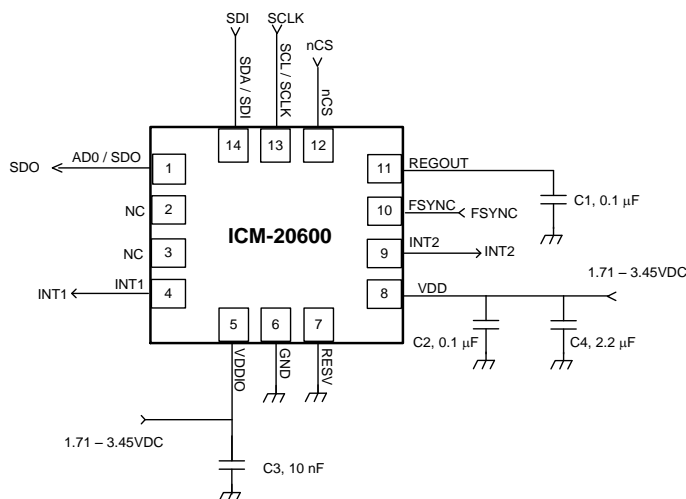 SDI SCLK nCS
SDA / SDI SCL / SCLK nCS
14 13 12
SDO AD0 / SDO 1 11 REGOUT
C1, 0.1 μF
NC 2 10 FSYNC FSYNC
ICM-20600
NC 3 9 INT2 INT2
INT1 INT1 4 8 VDD 1.71 – 3.45VDC
5 6 7
VDDIO GND RESV
C2, 0.1 μF C4, 2.2 μF
1.71 – 3.45VDC
C3, 10 nF